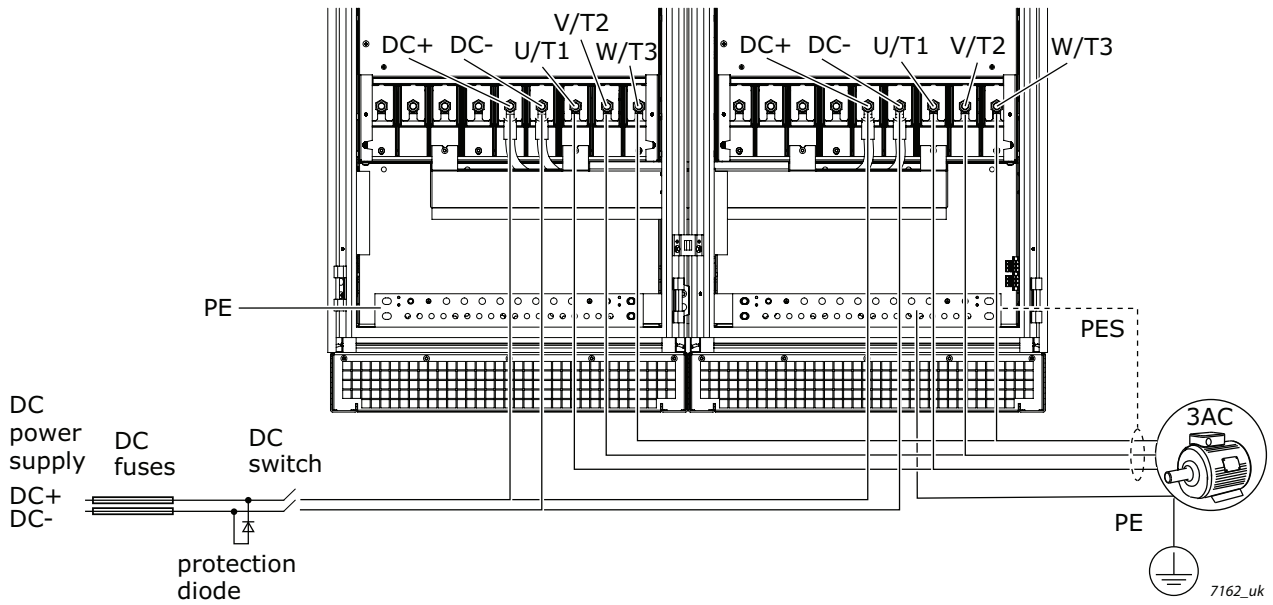 V/T2
DC+ DC- U/T1 W/T3
DC+ DC- U/T1 V/T2 W/T3
PE
PES
DC
power
supply
DC
fuses
DC
switch
3AC
DC+
DC-
PE
protection
diode
7162_uk